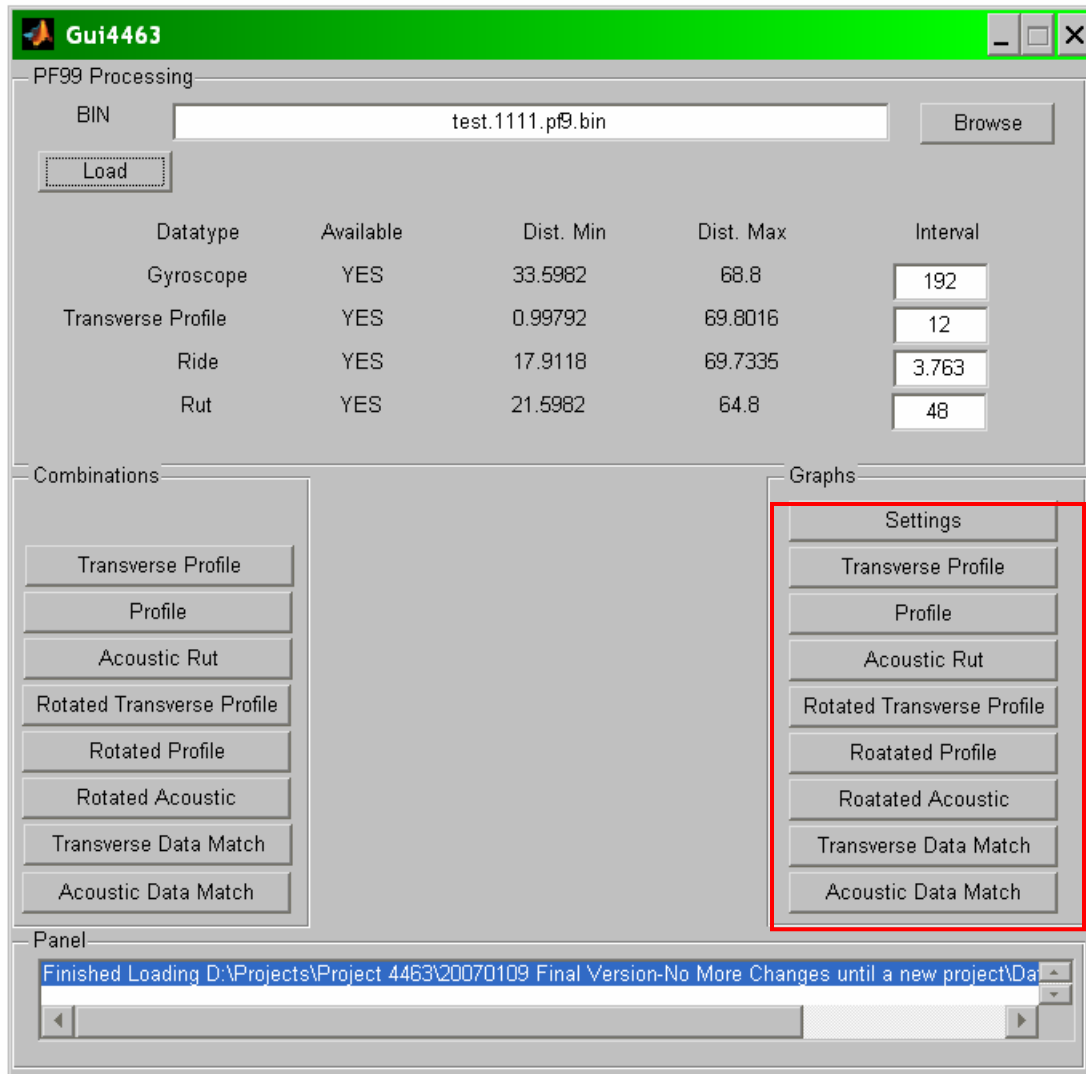 Gui4463
PF99 Processing
BIN test.1111.pf9.bin Browse
Load
Datatype Available Dist. Min Dist. Max Interval
Gyroscope YES 33.5982 68.8 192
Transverse Profile YES 0.99792 69.8016 12
Ride YES 17.9118 69.7335 3.763
Rut YES 21.5982 64.8 48
Combinations
Transverse Profile
Profile
Acoustic Rut
Rotated Transverse Profile
Rotated Profile
Rotated Acoustic
Transverse Data Match
Acoustic Data Match
Graphs
Settings
Transverse Profile
Profile
Acoustic Rut
Rotated Transverse Profile
Roatated Profile
Roatated Acoustic
Transverse Data Match
Acoustic Data Match
Panel
Finished Loading D:\Projects\Project 4463\20070109 Final Version-No More Changes until a new project\Da